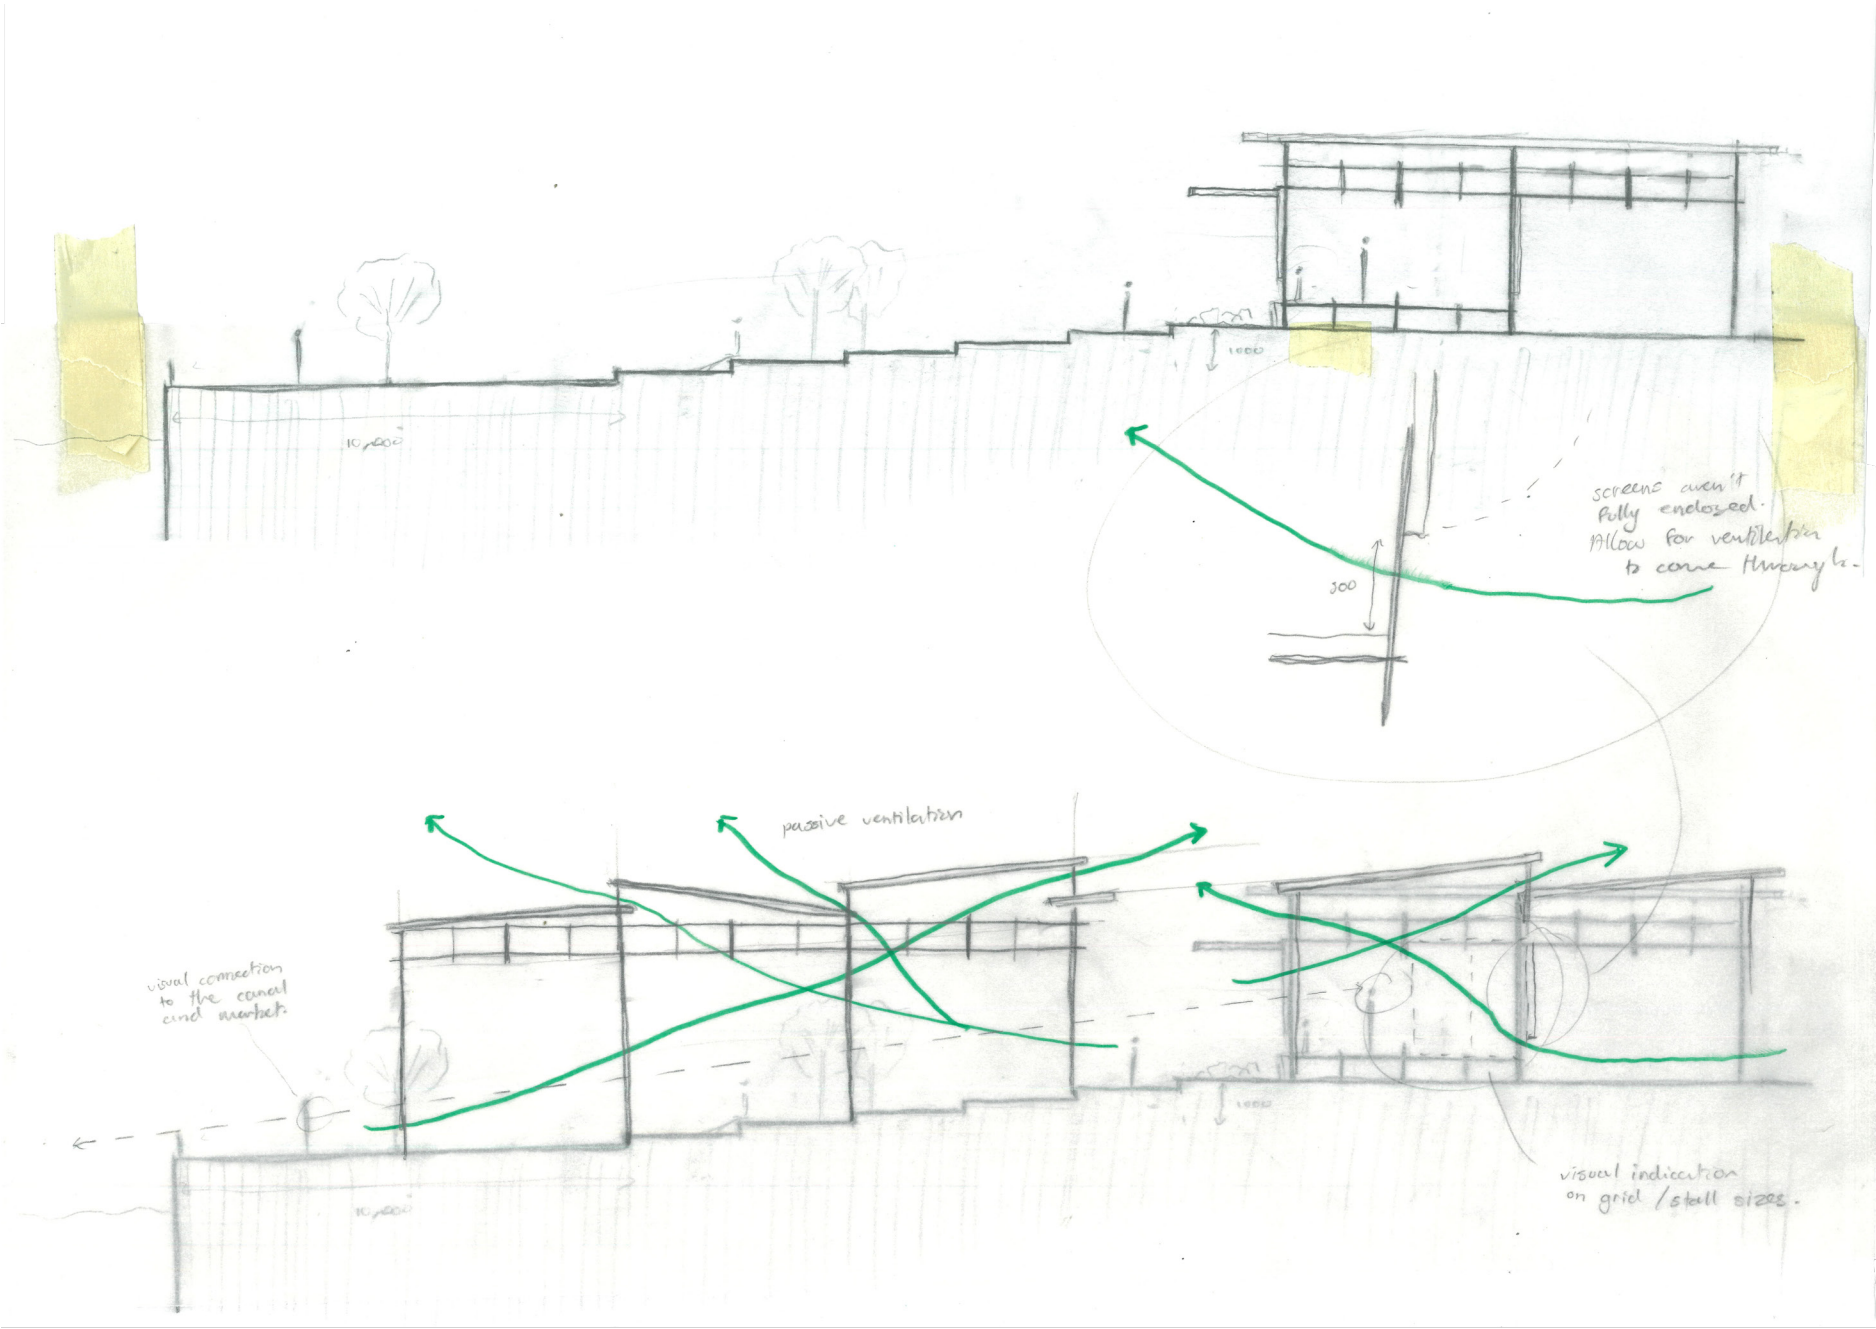 1000
10,000
screens aren't
fully enclosed.
Allow for ventilation
to come through.
300
passive ventilation
visual connection
to the canal
and market.
1000
10,000
visual indication
on grid / stall sizes.